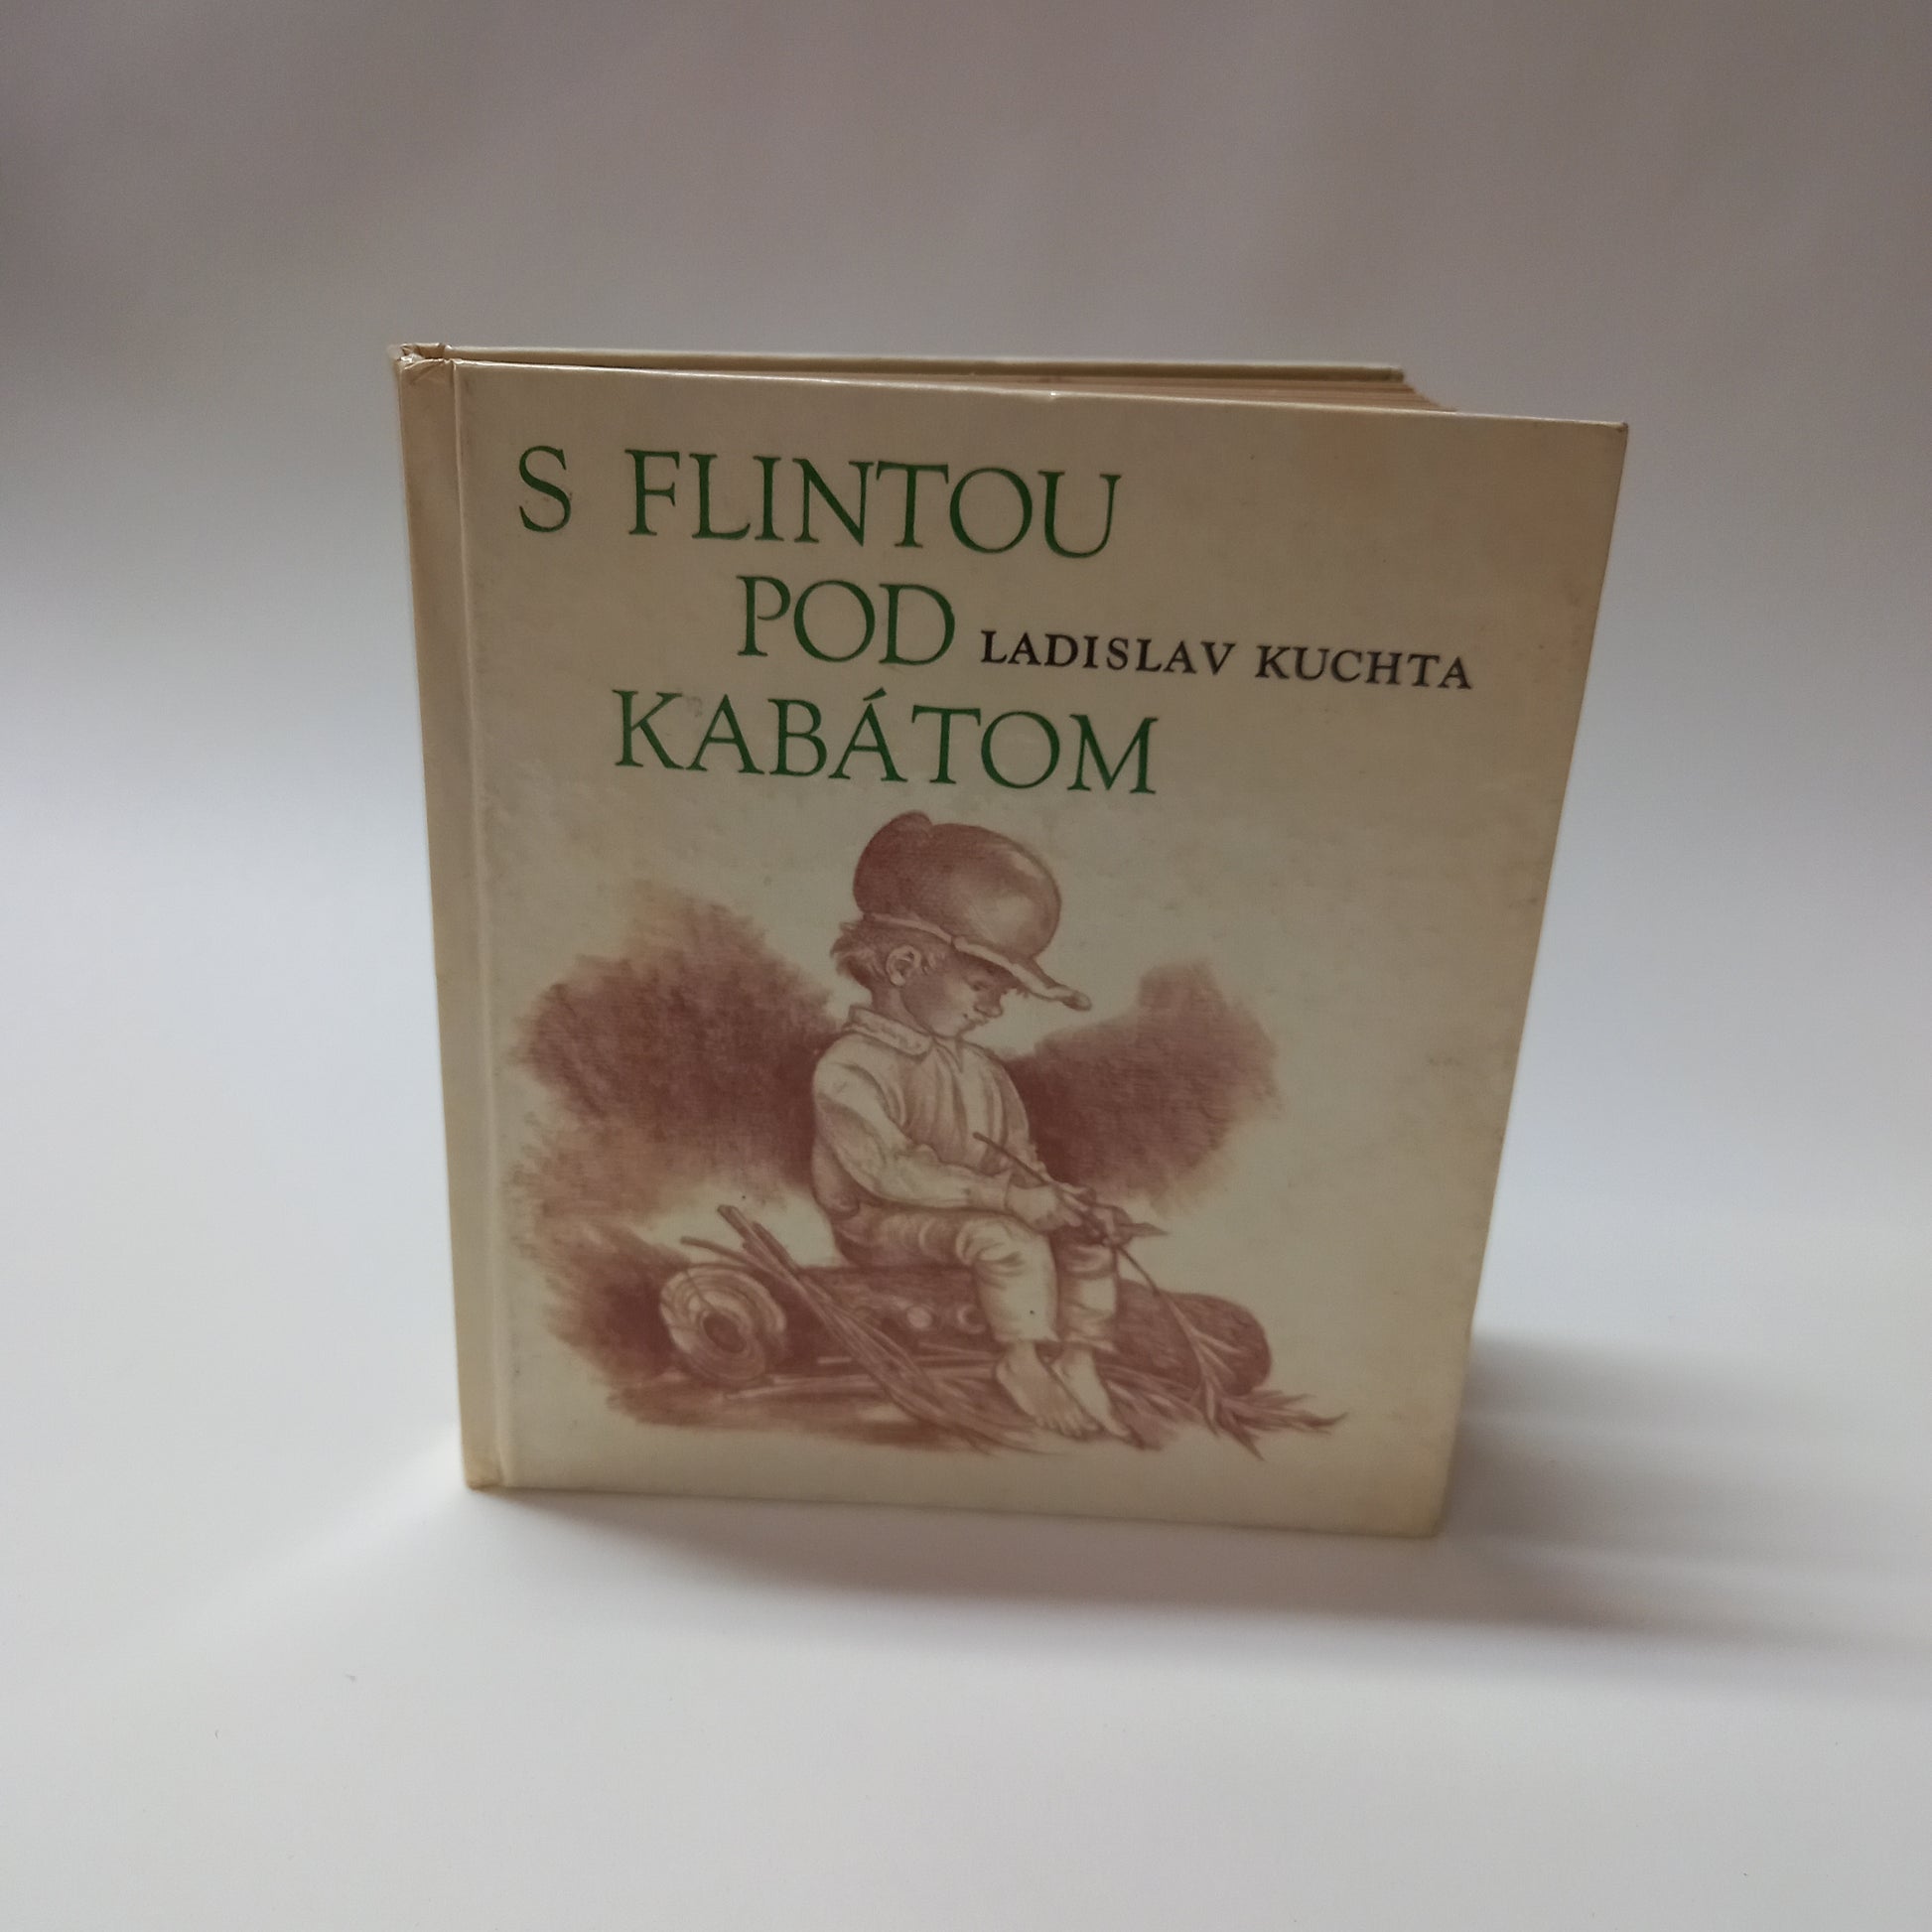 S FLINTOU
POD
LADISLAV KUCHTA
KABÁTOM